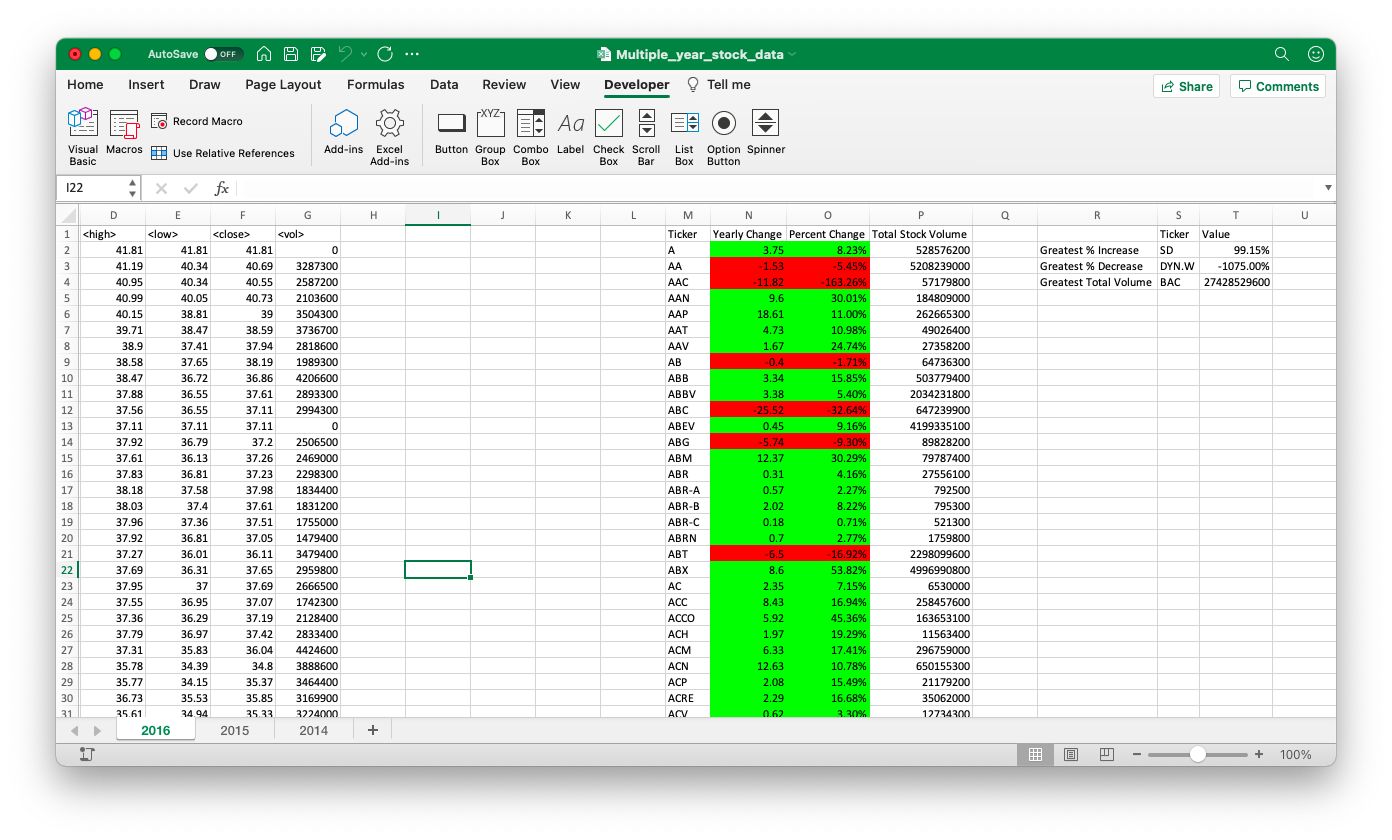 AutoSave OFF Multiple_year_stock_data
Home Insert Draw Page Layout Formulas Data Review View Developer Tell me Share Comments
Visual Basic Macros Record Macro Use Relative References Add-ins Excel Add-ins XYZ Button Group Box Combo Box Aa Label Check Box Scroll Bar List Box Option Button Spinner
I22 fx
D E F G H I J K L M N O P Q R S T U
1 <high> <low> <close> <vol> Ticker Yearly Change Percent Change Total Stock Volume Ticker Value
2 41.81 41.81 41.81 0 A 3.75 8.23% 528576200 Greatest % Increase SD 99.15%
3 41.19 40.34 40.69 3287300 AA -1.53 -5.45% 5208239000 Greatest % Decrease DYN.W -1075.00%
4 40.95 40.34 40.55 2587200 AAC -11.82 -163.26% 57179800 Greatest Total Volume BAC 27428529600
5 40.99 40.05 40.73 2103600 AAN 9.6 30.01% 184809000
6 40.15 38.81 39 3504300 AAP 18.61 11.00% 262665300
7 39.71 38.47 38.59 3736700 AAT 4.73 10.98% 49026400
8 38.9 37.41 37.94 2818600 AAV 1.67 24.74% 27358200
9 38.58 37.65 38.19 1989300 AB -0.4 -1.71% 64736300
10 38.47 36.72 36.86 4206600 ABB 3.34 15.85% 503779400
11 37.88 36.55 37.61 2893300 ABBV 3.38 5.40% 2034231800
12 37.56 36.55 37.11 2994300 ABC -25.52 -32.64% 647239900
13 37.11 37.11 37.11 0 ABEV 0.45 9.16% 4199335100
14 37.92 36.79 37.2 2506500 ABG -5.74 -9.30% 89828200
15 37.61 36.13 37.26 2469000 ABM 12.37 30.29% 79787400
16 37.83 36.81 37.23 2298300 ABR 0.31 4.16% 27556100
17 38.18 37.58 37.98 1834400 ABR-A 0.57 2.27% 792500
18 38.03 37.4 37.61 1831200 ABR-B 2.02 8.22% 795300
19 37.96 37.36 37.51 1755000 ABR-C 0.18 0.71% 521300
20 37.92 36.81 37.05 1479400 ABRN 0.7 2.77% 1759800
21 37.27 36.01 36.11 3479400 ABT -6.5 -16.92% 2298099600
22 37.69 36.31 37.65 2959800 ABX 8.6 53.82% 4996990800
23 37.95 37 37.69 2666500 AC 2.35 7.15% 6530000
24 37.55 36.95 37.07 1742300 ACC 8.43 16.94% 258457600
25 37.36 36.29 37.19 2128400 ACCO 5.92 45.36% 163653100
26 37.79 36.97 37.42 2833400 ACH 1.97 19.29% 11563400
27 37.31 35.83 36.04 4424600 ACM 6.33 17.41% 296759000
28 35.78 34.39 34.8 3888600 ACN 12.63 10.78% 650155300
29 35.77 34.15 35.37 3464400 ACP 2.08 15.49% 21179200
30 36.73 35.53 35.85 3169900 ACRE 2.29 16.68% 35062000
31 35.61 34.94 35.33 3224000 ACV 0.62 3.30% 12734300
2016 2015 2014 +
100%